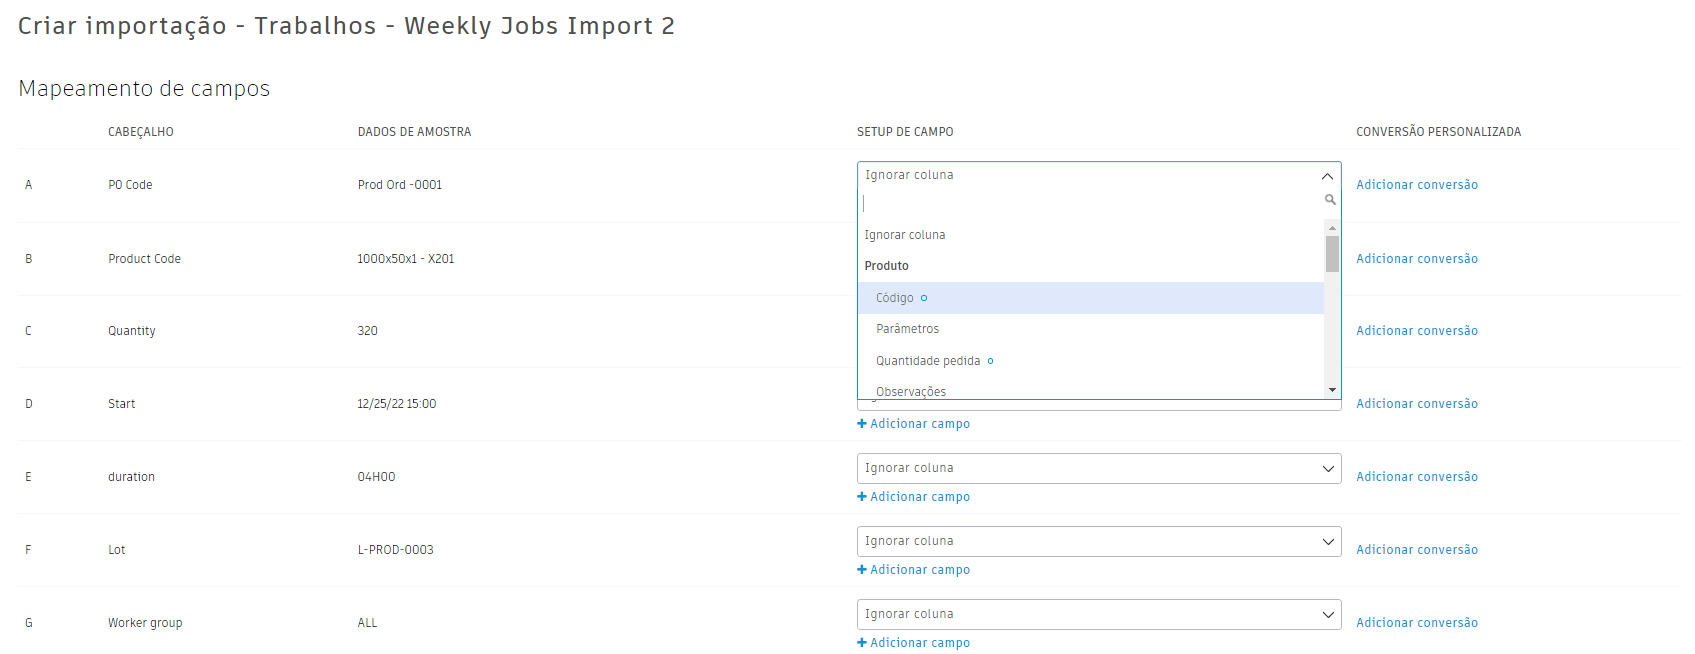 Criar importação - Trabalhos - Weekly Jobs Import 2
Mapeamento de campos
CABEÇALHO DADOS DE AMOSTRA SETUP DE CAMPO CONVERSÃO PERSONALIZADA
A PO Code Prod Ord -0001 Ignorar coluna Adicionar conversão
Ignorar coluna
B Product Code 1000x50x1 - X201 Produto Adicionar conversão
Código
C Quantity 320 Parâmetros Adicionar conversão
Quantidade pedida
Observações
D Start 12/25/22 15:00 Adicionar conversão
+ Adicionar campo
E duration 04H00 Ignorar coluna Adicionar conversão
+ Adicionar campo
F Lot L-PROD-0003 Ignorar coluna Adicionar conversão
+ Adicionar campo
G Worker group ALL Ignorar coluna Adicionar conversão
+ Adicionar campo